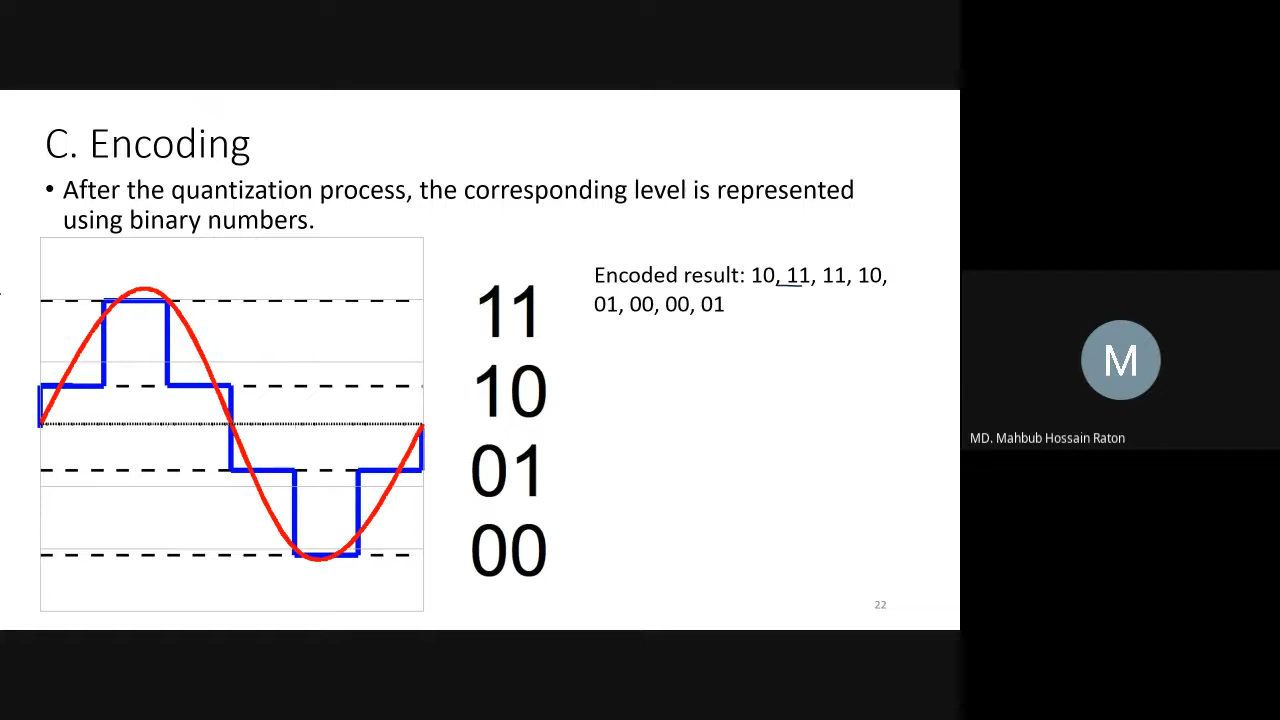 C. Encoding
• After the quantization process, the corresponding level is represented
using binary numbers.
Encoded result: 10, 11, 11, 10,
01, 00, 00, 01
11
10
01
00
22
M
MD. Mahbub Hossain Raton